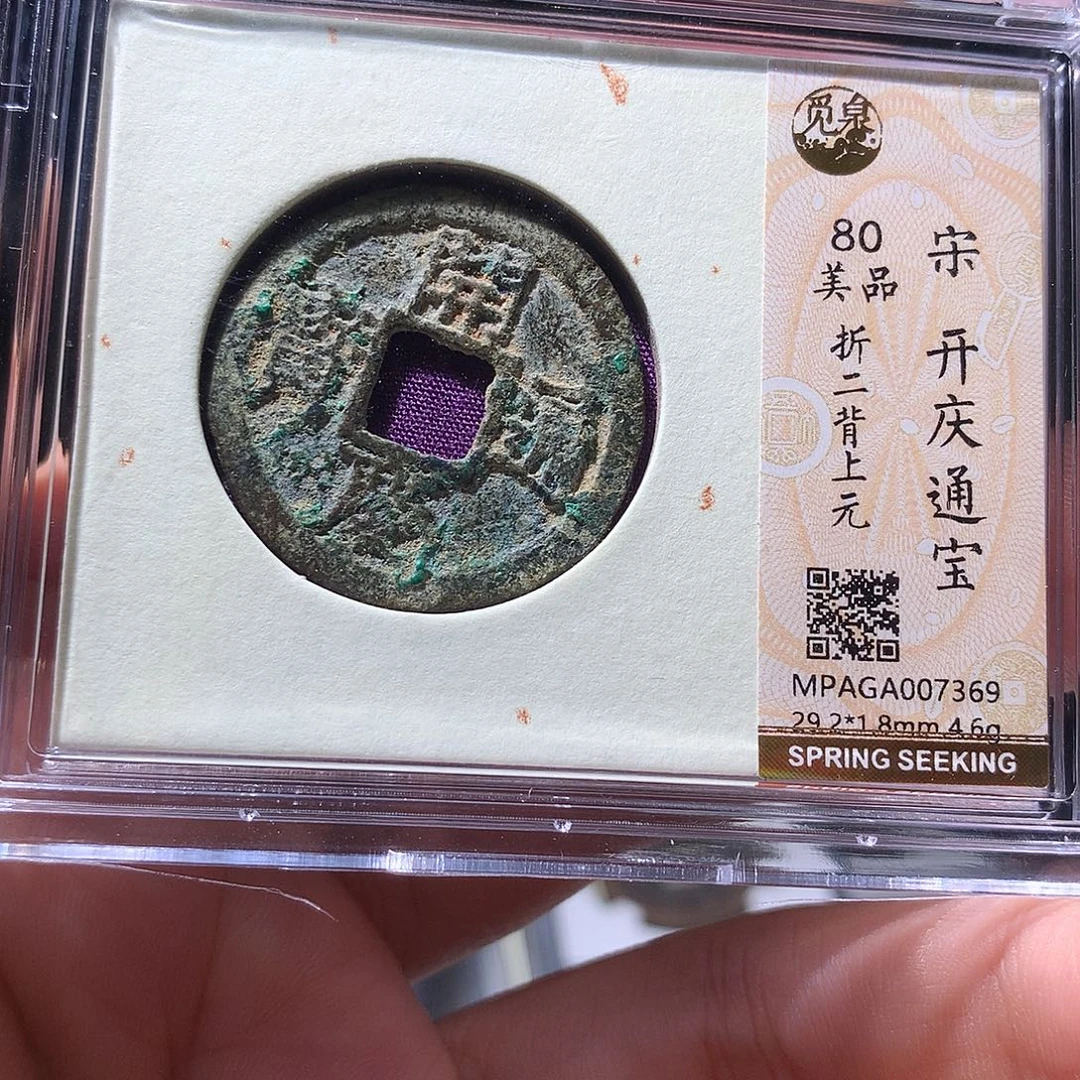 觅泉
宋 开庆通宝
80
美品
折二背上元
MPAGA007369
29.2*1.8mm 4.6g
SPRING SEEKING
開